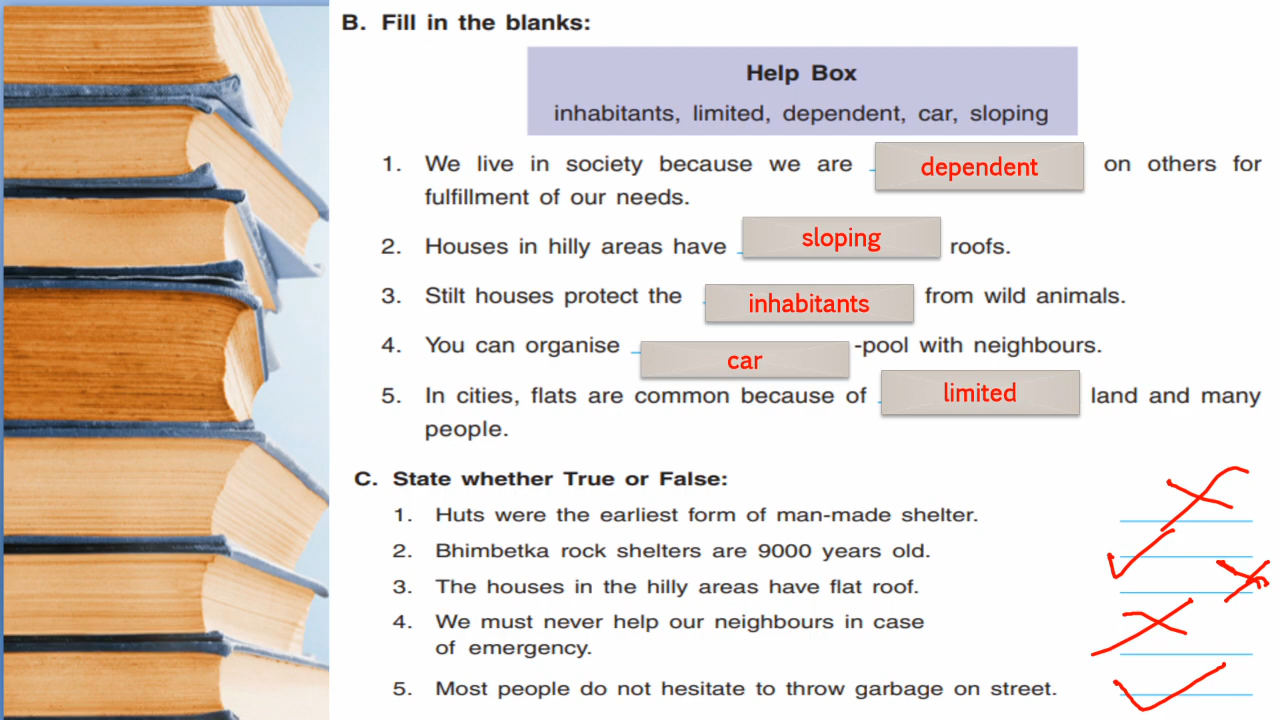 B. Fill in the blanks:
Help Box
inhabitants, limited, dependent, car, sloping
1. We live in society because we are dependent on others for
fulfillment of our needs.
2. Houses in hilly areas have sloping roofs.
3. Stilt houses protect the inhabitants from wild animals.
4. You can organise car -pool with neighbours.
5. In cities, flats are common because of limited land and many
people.
C. State whether True or False:
1. Huts were the earliest form of man-made shelter.
2. Bhimbetka rock shelters are 9000 years old.
3. The houses in the hilly areas have flat roof.
4. We must never help our neighbours in case
of emergency.
5. Most people do not hesitate to throw garbage on street.